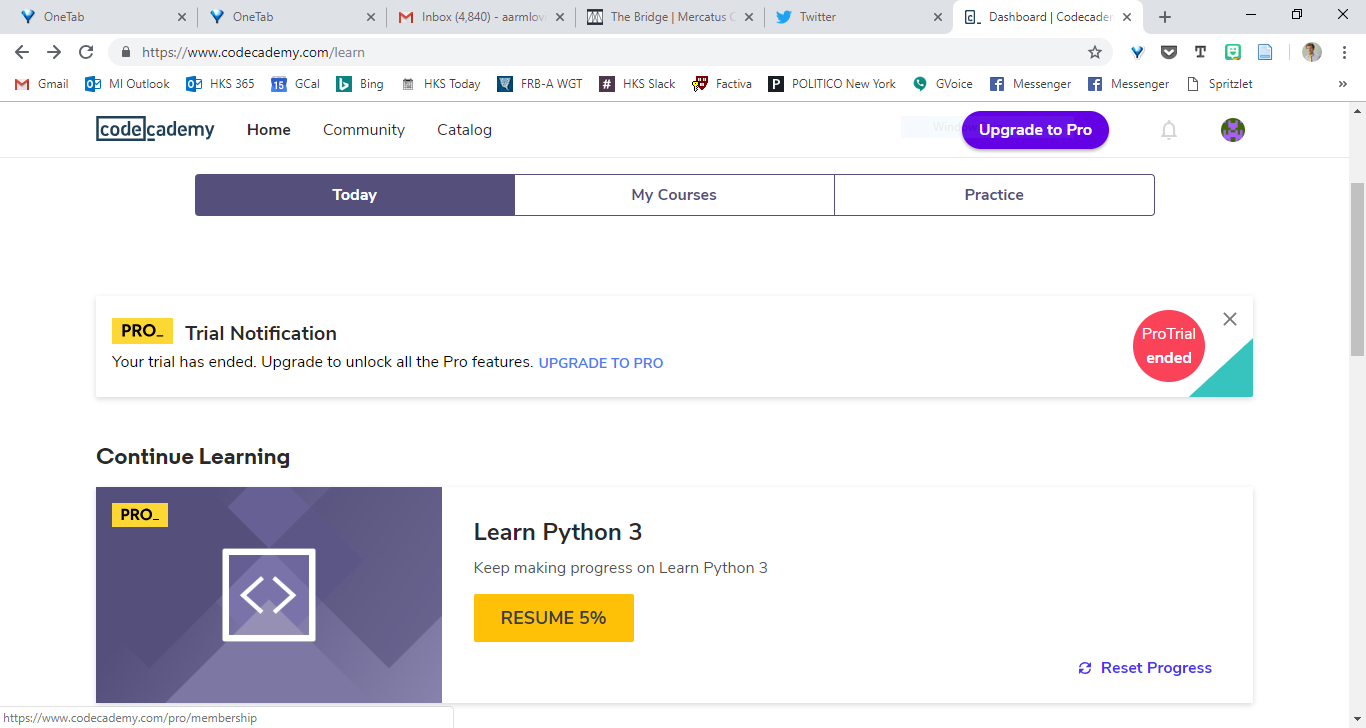 OneTab
OneTab
Inbox (4,840) - aarmlov
The Bridge | Mercatus C
Twitter
Dashboard | Codecader
https://www.codecademy.com/learn
Gmail
MI Outlook
HKS 365
15 GCal
Bing
HKS Today
FRB-A WGT
# HKS Slack
Factiva
P POLITICO New York
GVoice
Messenger
Messenger
Spritzlet
codecademy
Home
Community
Catalog
Upgrade to Pro
Today
My Courses
Practice
PRO_ Trial Notification
Your trial has ended. Upgrade to unlock all the Pro features. UPGRADE TO PRO
ProTrial
ended
Continue Learning
PRO_
Learn Python 3
Keep making progress on Learn Python 3
RESUME 5%
Reset Progress
https://www.codecademy.com/pro/membership